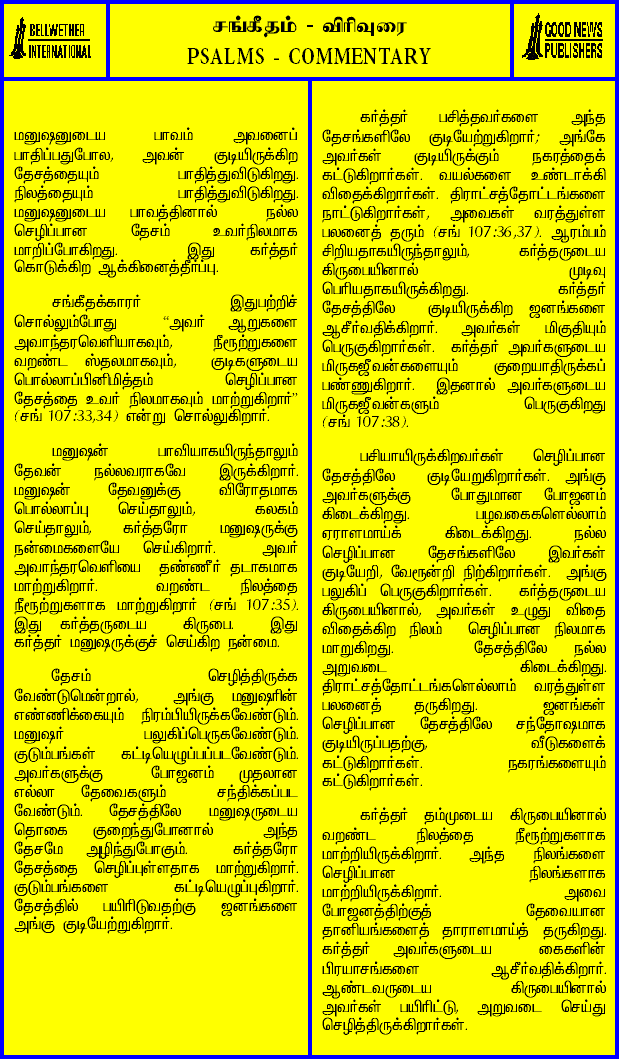 BELLWETHER
INTERNATIONAL
சங்கீதம் - விரிவுரை
PSALMS - COMMENTARY
GOOD NEWS
PUBLISHERS
மனுஷனுடைய பாவம் அவனைப்
பாதிப்பதுபோல, அவன் குடியிருக்கிற
தேசத்தையும் பாதித்துவிடுகிறது.
நிலத்தையும் பாதித்துவிடுகிறது.
மனுஷனுடைய பாவத்தினால் நல்ல
செழிப்பான தேசம் உவர்நிலமாக
மாறிப்போகிறது. இது கர்த்தர்
கொடுக்கிற ஆக்கினைத்தீர்ப்பு.
சங்கீதக்காரர் இதுபற்றிச்
சொல்லும்போது “அவர் ஆறுகளை
அவாந்தரவெளியாகவும், நீரூற்றுகளை
வறண்ட ஸ்தலமாகவும், குடிகளுடைய
பொல்லாப்பினிமித்தம் செழிப்பான
தேசத்தை உவர் நிலமாகவும் மாற்றுகிறார்”
(சங் 107:33,34) என்று சொல்லுகிறார்.
மனுஷன் பாவியாகயிருந்தாலும்
தேவன் நல்லவராகவே இருக்கிறார்.
மனுஷன் தேவனுக்கு விரோதமாக
பொல்லாப்பு செய்தாலும், கலகம்
செய்தாலும், கர்த்தரோ மனுஷருக்கு
நன்மைகளையே செய்கிறார். அவர்
அவாந்தரவெளியை தண்ணீர் தடாகமாக
மாற்றுகிறார். வறண்ட நிலத்தை
நீரூற்றுகளாக மாற்றுகிறார் (சங் 107:35).
இது கர்த்தருடைய கிருபை. இது
கர்த்தர் மனுஷருக்குச் செய்கிற நன்மை.
தேசம் செழித்திருக்க
வேண்டுமென்றால், அங்கு மனுஷரின்
எண்ணிக்கையும் நிரம்பியிருக்கவேண்டும்.
மனுஷர் பலுகிப்பெருகவேண்டும்.
குடும்பங்கள் கட்டியெழுப்பப்படவேண்டும்.
அவர்களுக்கு போஜனம் முதலான
எல்லா தேவைகளும் சந்திக்கப்பட
வேண்டும். தேசத்திலே மனுஷருடைய
தொகை குறைந்துபோனால் அந்த
தேசமே அழிந்துபோகும். கர்த்தரோ
தேசத்தை செழிப்புள்ளதாக மாற்றுகிறார்.
குடும்பங்களை கட்டியெழுப்புகிறார்.
தேசத்தில் பயிரிடுவதற்கு ஜனங்களை
அங்கு குடியேற்றுகிறார்.
கர்த்தர் பசித்தவர்களை அந்த
தேசங்களிலே குடியேற்றுகிறார்; அங்கே
அவர்கள் குடியிருக்கும் நகரத்தைக்
கட்டுகிறார்கள். வயல்களை உண்டாக்கி
விதைக்கிறார்கள். திராட்சத்தோட்டங்களை
நாட்டுகிறார்கள், அவைகள் வரத்துள்ள
பலனைத் தரும் (சங் 107:36,37). ஆரம்பம்
சிறியதாகயிருந்தாலும், கர்த்தருடைய
கிருபையினால் முடிவு
பெரியதாகயிருக்கிறது. கர்த்தர்
தேசத்திலே குடியிருக்கிற ஜனங்களை
ஆசீர்வதிக்கிறார். அவர்கள் மிகுதியும்
பெருகுகிறார்கள். கர்த்தர் அவர்களுடைய
மிருகஜீவன்களையும் குறையாதிருக்கப்
பண்ணுகிறார். இதனால் அவர்களுடைய
மிருகஜீவன்களும் பெருகுகிறது
(சங் 107:38).
பசியாயிருக்கிறவர்கள் செழிப்பான
தேசத்திலே குடியேறுகிறார்கள். அங்கு
அவர்களுக்கு போதுமான போஜனம்
கிடைக்கிறது. பழவகைகளெல்லாம்
ஏராளமாய்க் கிடைக்கிறது. நல்ல
செழிப்பான தேசங்களிலே இவர்கள்
குடியேறி, வேரூன்றி நிற்கிறார்கள். அங்கு
பலுகிப் பெருகுகிறார்கள். கர்த்தருடைய
கிருபையினால், அவர்கள் உழுது விதை
விதைக்கிற நிலம் செழிப்பான நிலமாக
மாறுகிறது. தேசத்திலே நல்ல
அறுவடை கிடைக்கிறது.
திராட்சத்தோட்டங்களெல்லாம் வரத்துள்ள
பலனைத் தருகிறது. ஜனங்கள்
செழிப்பான தேசத்திலே சந்தோஷமாக
குடியிருப்பதற்கு, வீடுகளைக்
கட்டுகிறார்கள். நகரங்களையும்
கட்டுகிறார்கள்.
கர்த்தர் தம்முடைய கிருபையினால்
வறண்ட நிலத்தை நீரூற்றுகளாக
மாற்றியிருக்கிறார். அந்த நிலங்களை
செழிப்பான நிலங்களாக
மாற்றியிருக்கிறார். அவை
போஜனத்திற்குத் தேவையான
தானியங்களைத் தாராளமாய்த் தருகிறது.
கர்த்தர் அவர்களுடைய கைகளின்
பிரயாசங்களை ஆசீர்வதிக்கிறார்.
ஆண்டவருடைய கிருபையினால்
அவர்கள் பயிரிட்டு, அறுவடை செய்து
செழித்திருக்கிறார்கள்.